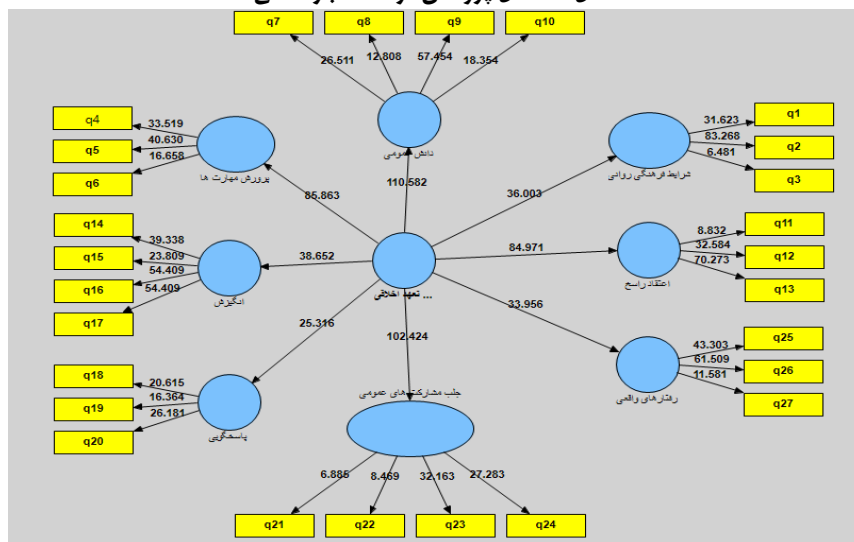 q7
q8
q9
q10
26.511
12.808
57.454
18.354
دانش عمومی
110.582
q4
q5
q6
33.519
40.630
16.658
پرورش مهارت ها
85.863
q1
q2
q3
31.623
83.268
6.481
شرایط فرهنگی روانی
36.003
q14
q15
q16
q17
39.338
23.809
54.409
54.409
انگیزش
38.652
تعهد اخلاقی ...
84.971
q11
q12
q13
8.832
32.584
70.273
اعتقاد راسخ
25.316
102.424
33.956
q18
q19
q20
20.615
16.364
26.181
پاسخگویی
q25
q26
q27
43.303
61.509
11.581
رفتارهای واقعی
جلب مشارکت های عمومی
6.885
8.469
32.163
27.283
q21
q22
q23
q24